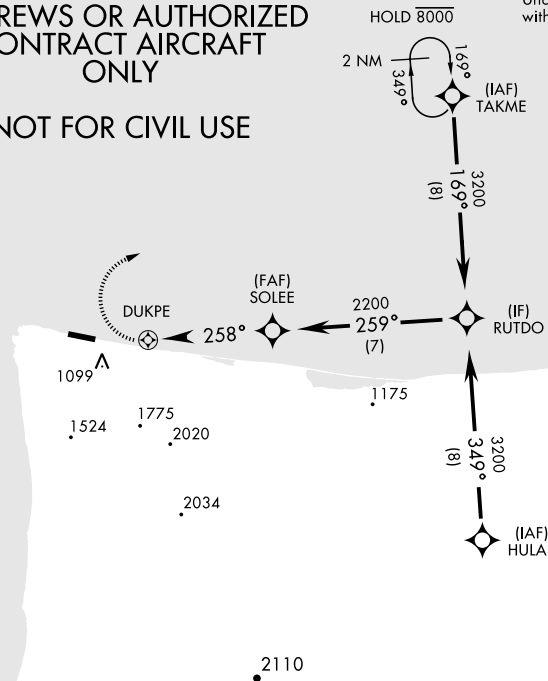 REWS OR AUTHORIZED
ONTRACT AIRCRAFT
ONLY
NOT FOR CIVIL USE
HOLD 8000
with
2 NM
349°
169°
(IAF)
TAKME
3200
169°
(8)
(FAF)
SOLEE
DUKPE
258°
2200
259°
(7)
(IF)
RUTDO
1099
1175
1524
1775
2020
2034
3200
349°
(8)
(IAF)
HULA
2110